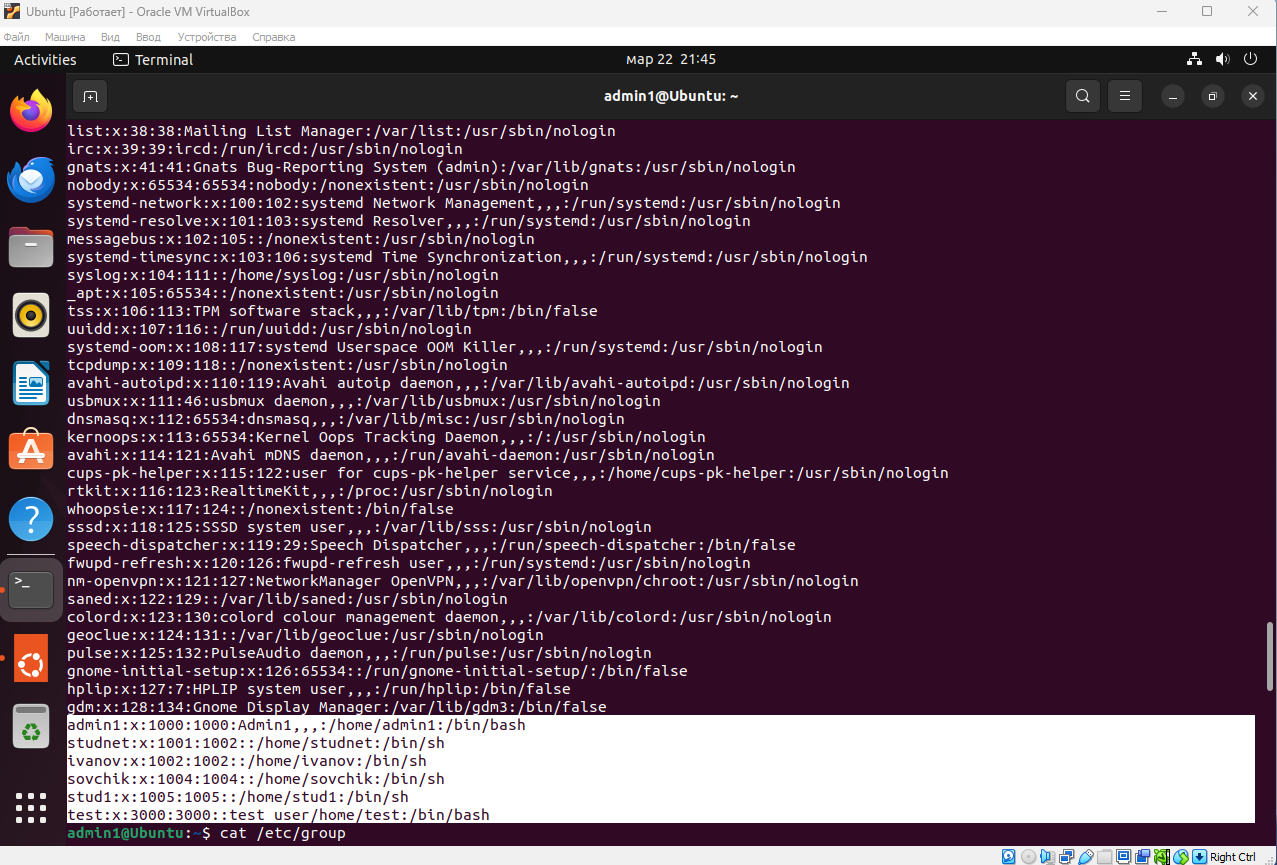 Ubuntu [Работает] - Oracle VM VirtualBox
Файл Машина Вид Ввод Устройства Справка
Activities Terminal мар 22 21:45
admin1@Ubuntu: ~
list:x:38:38:Mailing List Manager:/var/list:/usr/sbin/nologin
irc:x:39:39:ircd:/run/ircd:/usr/sbin/nologin
gnats:x:41:41:Gnats Bug-Reporting System (admin):/var/lib/gnats:/usr/sbin/nologin
nobody:x:65534:65534:nobody:/nonexistent:/usr/sbin/nologin
systemd-network:x:100:102:systemd Network Management,,,:/run/systemd:/usr/sbin/nologin
systemd-resolve:x:101:103:systemd Resolver,,,:/run/systemd:/usr/sbin/nologin
messagebus:x:102:105::/nonexistent:/usr/sbin/nologin
systemd-timesync:x:103:106:systemd Time Synchronization,,,:/run/systemd:/usr/sbin/nologin
syslog:x:104:111::/home/syslog:/usr/sbin/nologin
_apt:x:105:65534::/nonexistent:/usr/sbin/nologin
tss:x:106:113:TPM software stack,,,:/var/lib/tpm:/bin/false
uuidd:x:107:116::/run/uuidd:/usr/sbin/nologin
systemd-oom:x:108:117:systemd Userspace OOM Killer,,,:/run/systemd:/usr/sbin/nologin
tcpdump:x:109:118::/nonexistent:/usr/sbin/nologin
avahi-autoipd:x:110:119:Avahi autoip daemon,,,:/var/lib/avahi-autoipd:/usr/sbin/nologin
usbmux:x:111:46:usbmux daemon,,,:/var/lib/usbmux:/usr/sbin/nologin
dnsmasq:x:112:65534:dnsmasq,,,:/var/lib/misc:/usr/sbin/nologin
kernoops:x:113:65534:Kernel Oops Tracking Daemon,,,:/:/usr/sbin/nologin
avahi:x:114:121:Avahi mDNS daemon,,,:/run/avahi-daemon:/usr/sbin/nologin
cups-pk-helper:x:115:122:user for cups-pk-helper service,,,:/home/cups-pk-helper:/usr/sbin/nologin
rtkit:x:116:123:RealtimeKit,,,:/proc:/usr/sbin/nologin
whoopsie:x:117:124::/nonexistent:/bin/false
sssd:x:118:125:SSSD system user,,,:/var/lib/sss:/usr/sbin/nologin
speech-dispatcher:x:119:29:Speech Dispatcher,,,:/run/speech-dispatcher:/bin/false
fwupd-refresh:x:120:126:fwupd-refresh user,,,:/run/systemd:/usr/sbin/nologin
nm-openvpn:x:121:127:NetworkManager OpenVPN,,,:/var/lib/openvpn/chroot:/usr/sbin/nologin
saned:x:122:129::/var/lib/saned:/usr/sbin/nologin
colord:x:123:130:colord colour management daemon,,,:/var/lib/colord:/usr/sbin/nologin
geoclue:x:124:131::/var/lib/geoclue:/usr/sbin/nologin
pulse:x:125:132:PulseAudio daemon,,,:/run/pulse:/usr/sbin/nologin
gnome-initial-setup:x:126:65534::/run/gnome-initial-setup/:/bin/false
hplip:x:127:7:HPLIP system user,,,:/run/hplip:/bin/false
gdm:x:128:134:Gnome Display Manager:/var/lib/gdm3:/bin/false
admin1:x:1000:1000:Admin1,,,:/home/admin1:/bin/bash
studnet:x:1001:1002::/home/studnet:/bin/sh
ivanov:x:1002:1002::/home/ivanov:/bin/sh
sovchik:x:1004:1004::/home/sovchik:/bin/sh
stud1:x:1005:1005::/home/stud1:/bin/sh
test:x:3000:3000::test user/home/test:/bin/bash
admin1@Ubuntu:~$ cat /etc/group
Right Ctrl